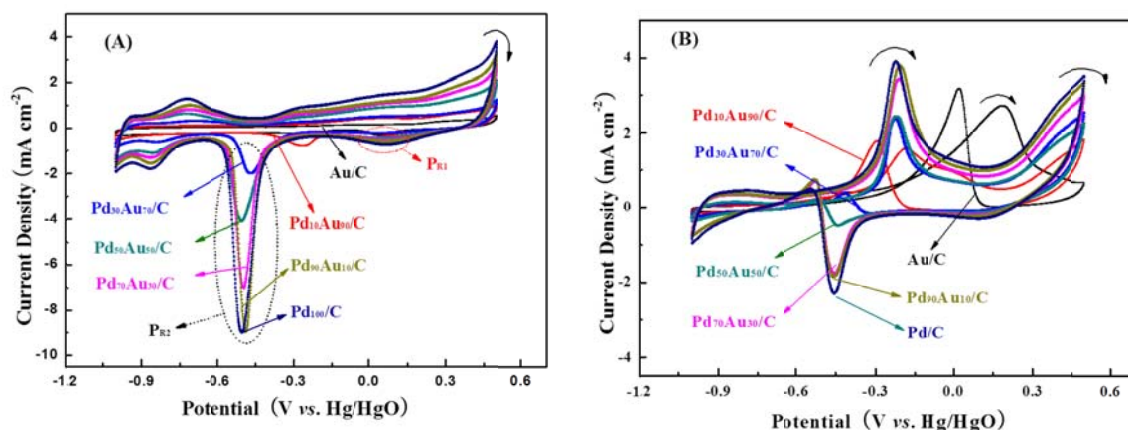 (A)
4
2
0
-2
-4
-6
-8
-10
Current Density (mA cm⁻²)
Au/C
PR1
Pd30Au70/C
Pd10Au90/C
Pd50Au50/C
Pd90Au10/C
Pd70Au30/C
Pd100/C
PR2
-1.2 -0.9 -0.6 -0.3 0.0 0.3 0.6
Potential (V vs. Hg/HgO)
(B)
4
2
0
-2
-4
Current Density (mA cm⁻²)
Pd10Au90/C
Pd30Au70/C
Pd50Au50/C
Au/C
Pd90Au10/C
Pd70Au30/C
Pd/C
-1.2 -0.9 -0.6 -0.3 0.0 0.3 0.6
Potential (V vs. Hg/HgO)